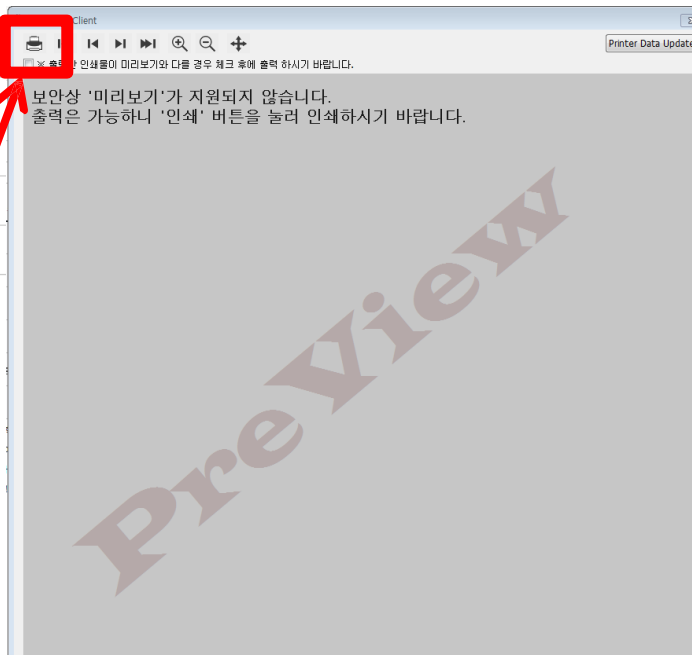 Client
Printer Data Update
※ 출력한 인쇄물이 미리보기와 다를 경우 체크 후에 출력 하시기 바랍니다.
보안상 '미리보기'가 지원되지 않습니다.
출력은 가능하니 '인쇄' 버튼을 눌러 인쇄하시기 바랍니다.
PreView